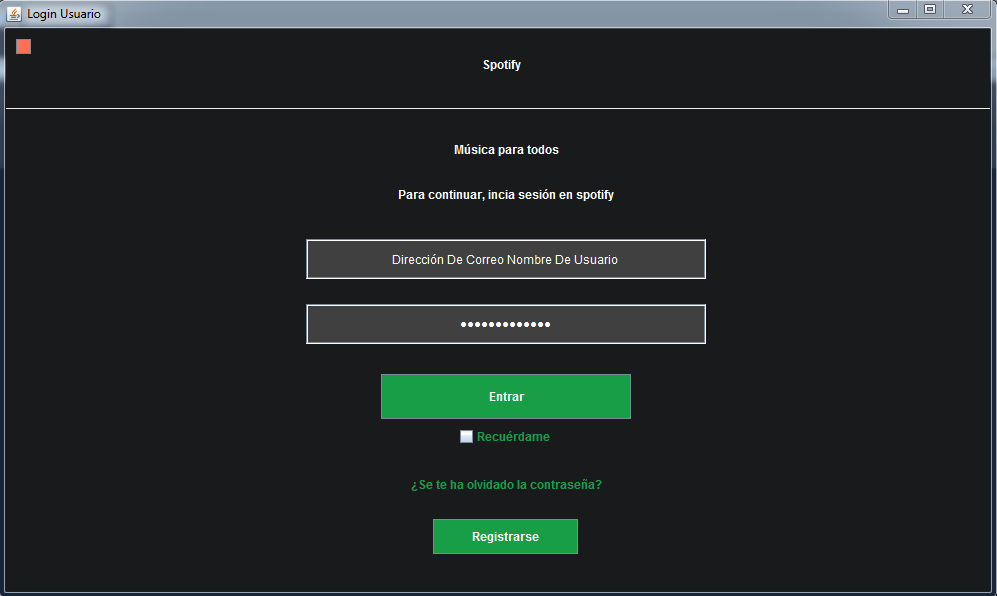 Login Usuario
Spotify
Música para todos
Para continuar, incia sesión en spotify
Dirección De Correo Nombre De Usuario
•••••••••••••
Entrar
Recuérdame
¿Se te ha olvidado la contraseña?
Registrarse